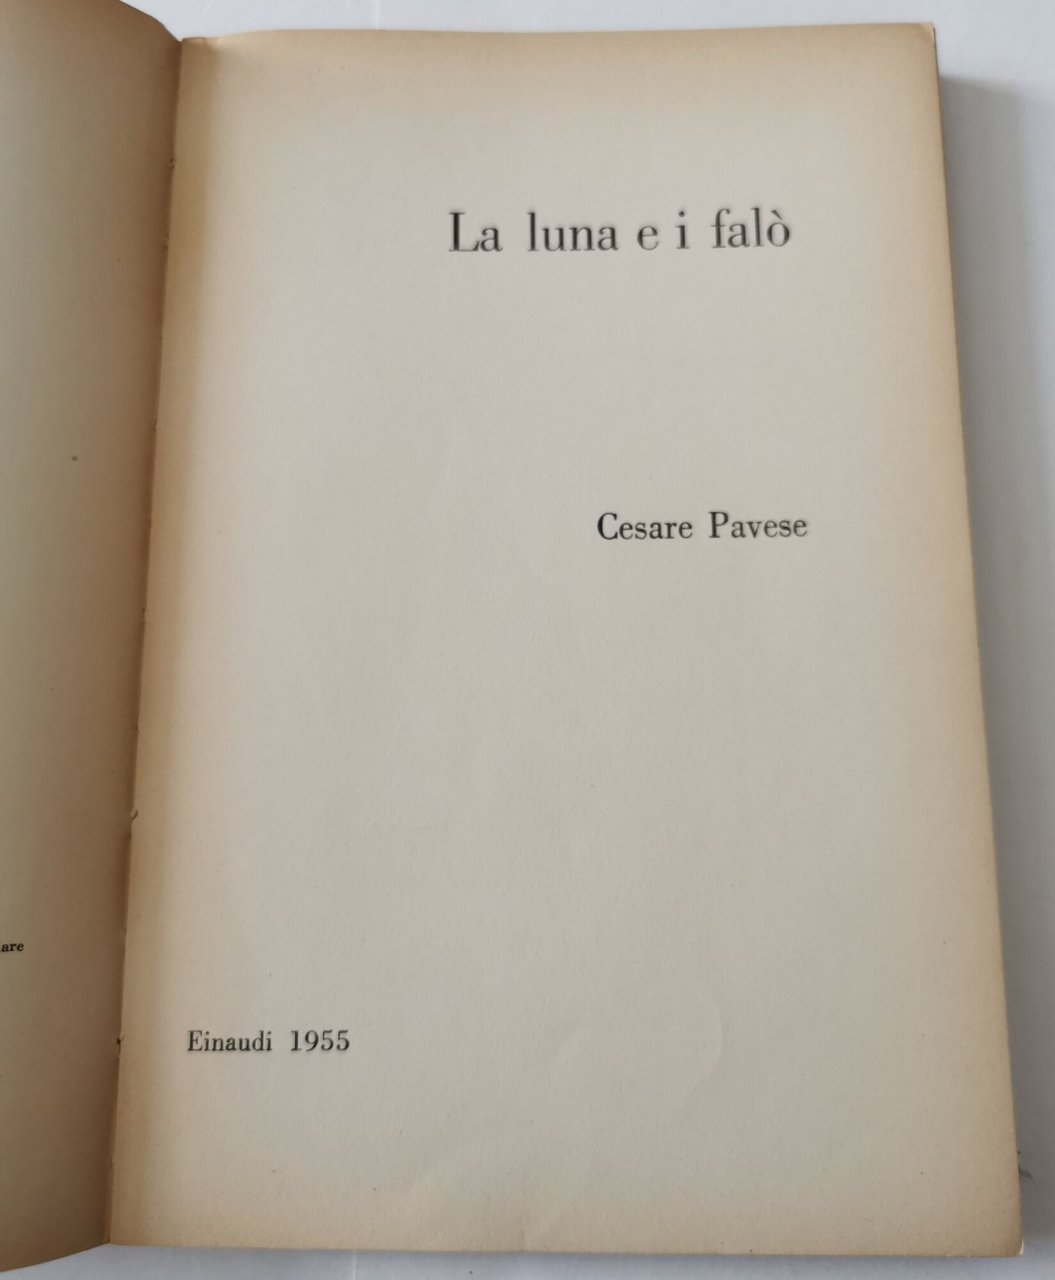 La luna e i falò
Cesare Pavese
Einaudi 1955